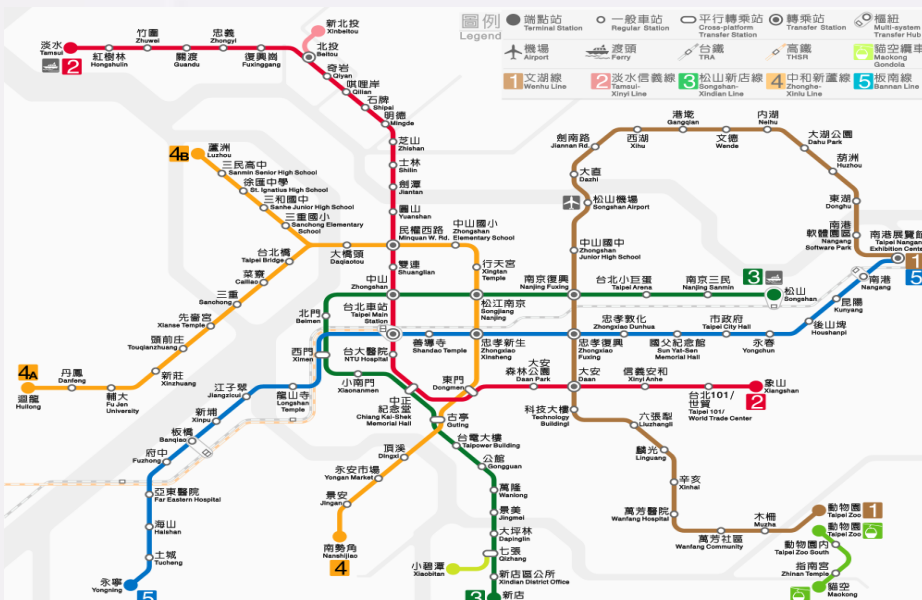 圖例
Legend
端點站
Terminal Station
一般車站
Regular Station
平行轉乘站
Cross-platform
Transfer Station
轉乘站
Transfer Station
樞紐
Multi-system
Transfer Hub
機場
Airport
渡頭
Ferry
台鐵
TRA
高鐵
THSR
貓空纜車
Maokong
Gondola
1 文湖線
Wenhu Line
2 淡水信義線
Tamsui-
Xinyi Line
3 松山新店線
Songshan-
Xindian Line
4 中和新蘆線
Zhonghe-
Xinlu Line
5 板南線
Bannan Line
淡水
Tamsui
2
紅樹林
Hongshulin
竹圍
Zhuwei
關渡
Guandu
忠義
Zhongyi
復興崗
Fuxinggang
新北投
Xinbeitou
北投
Beitou
奇岩
Qiyan
唭哩岸
Qilian
石牌
Shipai
明德
Mingde
芝山
Zhishan
士林
Shilin
劍潭
Jiantan
圓山
Yuanshan
民權西路
Minquan W. Rd.
雙連
Shuanglian
中山
Zhongshan
台北車站
Taipei Main
Station
台大醫院
NTU Hospital
4B
蘆洲
Luzhou
三民高中
Sanmin Senior High School
徐匯中學
St. Ignatius High School
三和國中
Sanhe Junior High School
三重國小
Sanchong Elementary
School
大橋頭
Daqiaotou
台北橋
Taipei Bridge
菜寮
Cailiao
三重
Sanchong
先嗇宮
Xianse Temple
頭前庄
Touqianzhuang
新莊
Xinzhuang
輔大
Fu Jen
University
丹鳳
Danfeng
4A
迴龍
Huilong
中山國小
Zhongshan
Elementary School
行天宮
Xingtan
Temple
松江南京
Songjiang
Nanjing
忠孝新生
Zhongxiao
Xinsheng
東門
Dongmen
南京復興
Nanjing Fuxing
台北小巨蛋
Taipei Arena
南京三民
Nanjing Sanmin
3
松山
Songshan
北門
Beimen
西門
Ximen
小南門
Xiaonanmen
中正
紀念堂
Chiang Kai-Shek
Memorial Hall
古亭
Guting
台電大樓
Taipower Building
公館
Gongguan
萬隆
Wanlong
景美
Jingmei
大坪林
Dapinglin
七張
Qizhang
小碧潭
Xiaobitan
新店區公所
Xindian District Office
3
新店
頂溪
Dingxi
永安市場
Yongan Market
景安
Jingan
南勢角
Nanshijiao
4
善導寺
Shandao Temple
忠孝復興
Zhongxiao
Fuxing
忠孝敦化
Zhongxiao Dunhua
國父紀念館
Sun Yat-Sen
Memorial Hall
市政府
Taipei City Hall
永春
Yongchun
後山埤
Houshanpi
昆陽
Kunyang
南港
Nangang
南港展覽館
Taipei Nangang
Exhibition Center
1
5
龍山寺
Longshan
Temple
江子翠
Jiangzicui
新埔
Xinpu
板橋
Banqiao
府中
Fuzhong
亞東醫院
Far Eastern Hospital
海山
Haishan
土城
Tucheng
永寧
Yongning
5
大安
森林公園
Daan Park
大安
Daan
信義安和
Xinyi Anhe
台北101/
世貿
Taipei 101/
World Trade Center
象山
Xiangshan
2
劍南路
Jiannan Rd.
西湖
Xihu
港墘
Gangqian
文德
Wende
內湖
Neihu
大湖公園
Dahu Park
葫洲
Huzhou
東湖
Donghu
南港
軟體園區
Nangang
Software Park
大直
Dazhi
松山機場
Songshan Airport
中山國中
Zhongshan
Junior High School
科技大樓
Technology
Buildingl
六張犁
Liuzhangli
麟光
Linguang
辛亥
Xinhai
萬芳醫院
Wanfang Hospital
萬芳社區
Wanfang Community
木柵
Muzha
動物園
Taipei Zoo
1
動物園
Taipei Zoo
動物園內
Taipei Zoo South
指南宮
Zhinan Temple
貓空
Maokong